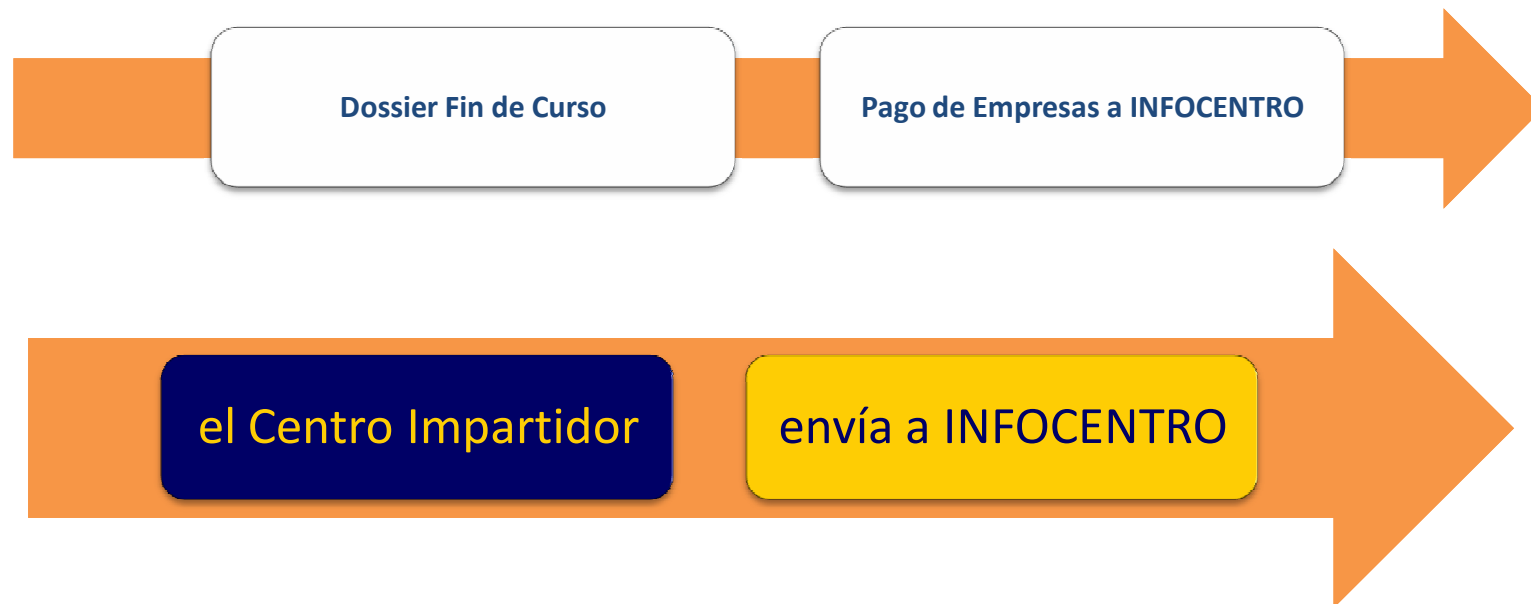 Dossier Fin de Curso
Pago de Empresas a INFOCENTRO
el Centro Impartidor
envía a INFOCENTRO